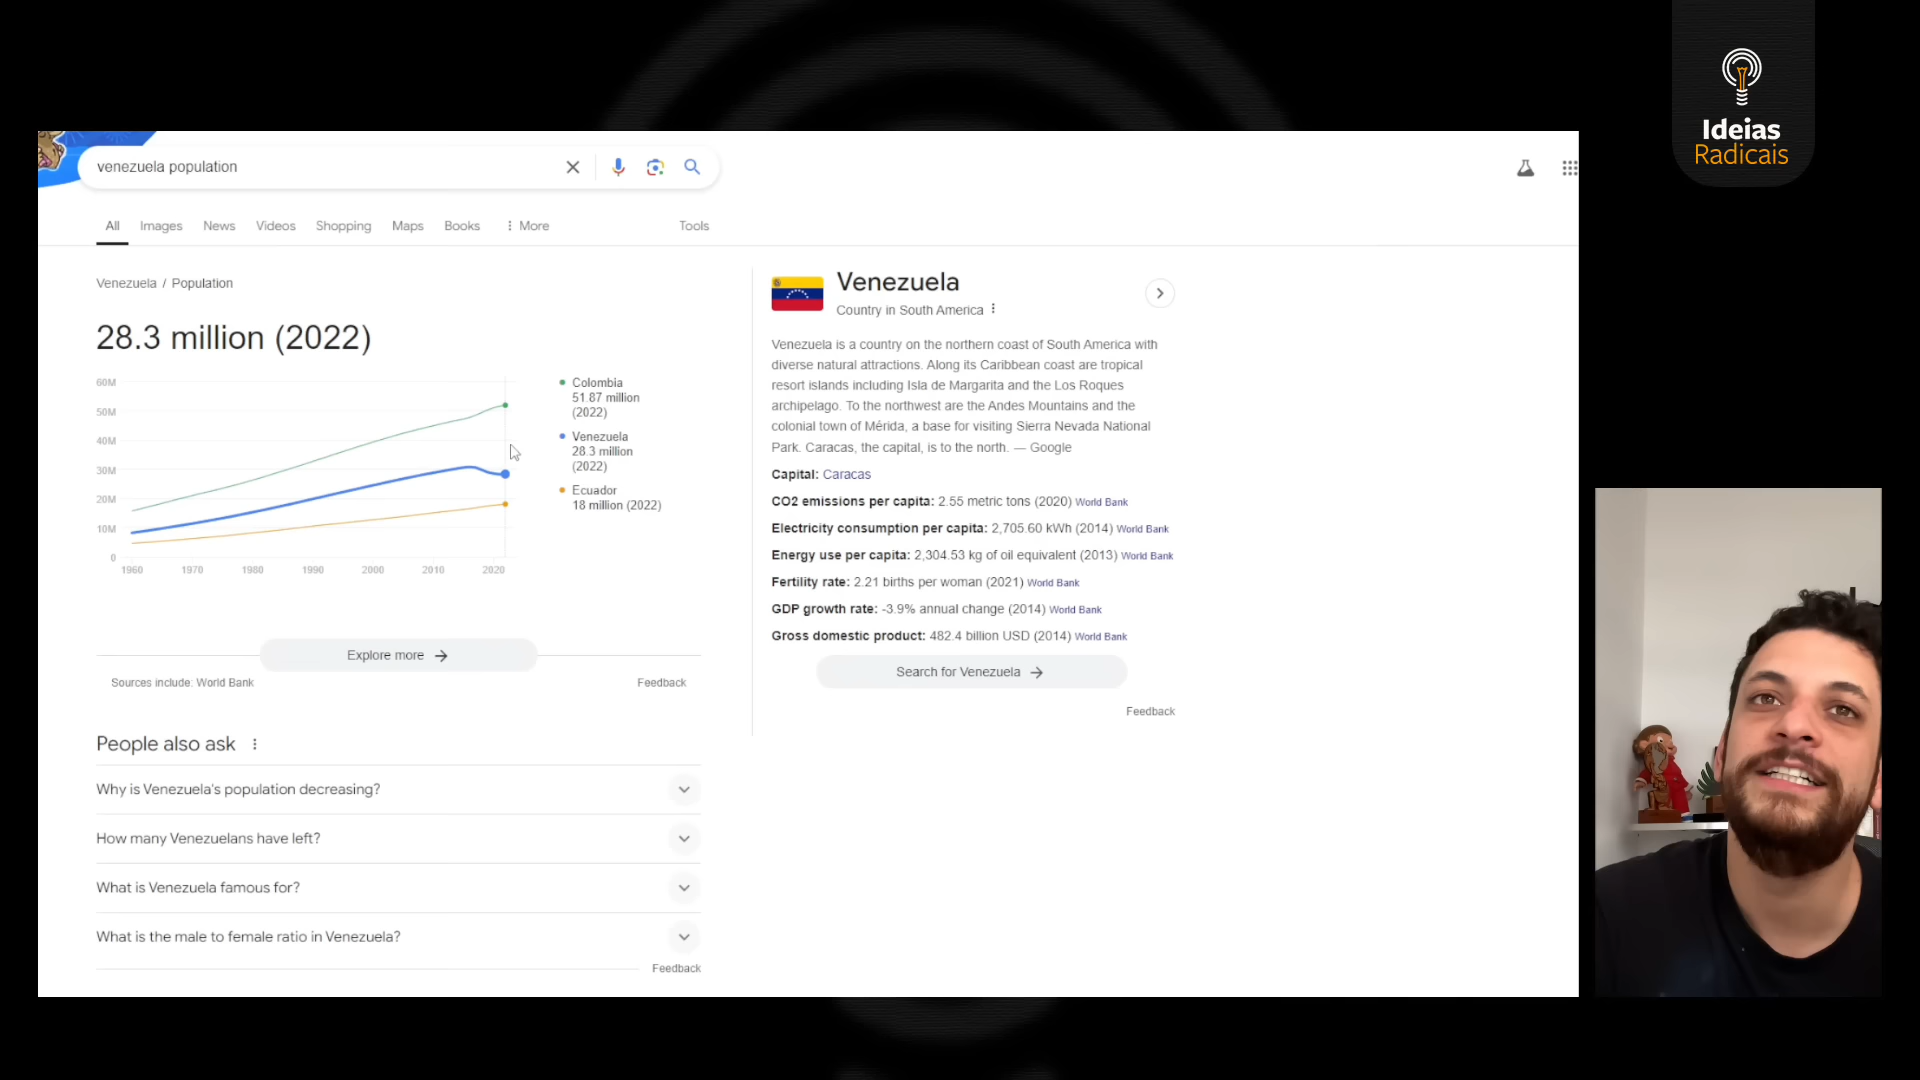 Ideias
Radicais
venezuela population
All Images News Videos Shopping Maps Books More Tools
Venezuela / Population
28.3 million (2022)
60M
50M
40M
30M
20M
10M
0
1960 1970 1980 1990 2000 2010 2020
Colombia
51.87 million
(2022)
Venezuela
28.3 million
(2022)
Ecuador
18 million (2022)
Explore more
Sources include: World Bank Feedback
People also ask
Why is Venezuela's population decreasing?
How many Venezuelans have left?
What is Venezuela famous for?
What is the male to female ratio in Venezuela?
Feedback
Venezuela
Country in South America
Venezuela is a country on the northern coast of South America with
diverse natural attractions. Along its Caribbean coast are tropical
resort islands including Isla de Margarita and the Los Roques
archipelago. To the northwest are the Andes Mountains and the
colonial town of Mérida, a base for visiting Sierra Nevada National
Park. Caracas, the capital, is to the north. — Google
Capital: Caracas
CO2 emissions per capita: 2.55 metric tons (2020) World Bank
Electricity consumption per capita: 2,705.60 kWh (2014) World Bank
Energy use per capita: 2,304.53 kg of oil equivalent (2013) World Bank
Fertility rate: 2.21 births per woman (2021) World Bank
GDP growth rate: -3.9% annual change (2014) World Bank
Gross domestic product: 482.4 billion USD (2014) World Bank
Search for Venezuela
Feedback